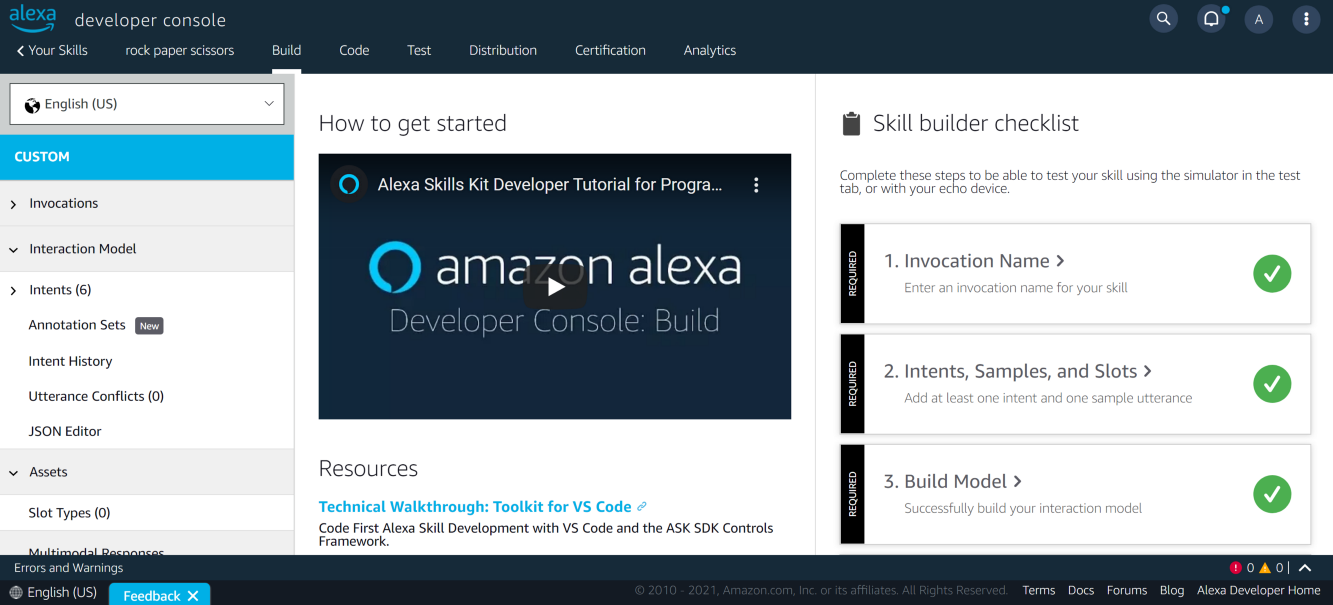 alexa developer console
A
Your Skills rock paper scissors Build Code Test Distribution Certification Analytics
English (US)
CUSTOM
Invocations
Interaction Model
Intents (6)
Annotation Sets New
Intent History
Utterance Conflicts (0)
JSON Editor
Assets
Slot Types (0)
Multimodal Responses
How to get started
Alexa Skills Kit Developer Tutorial for Progra...
amazon alexa
Developer Console: Build
Resources
Technical Walkthrough: Toolkit for VS Code
Code First Alexa Skill Development with VS Code and the ASK SDK Controls
Framework.
Skill builder checklist
Complete these steps to be able to test your skill using the simulator in the test
tab, or with your echo device.
REQUIRED
1. Invocation Name
Enter an invocation name for your skill
REQUIRED
2. Intents, Samples, and Slots
Add at least one intent and one sample utterance
REQUIRED
3. Build Model
Successfully build your interaction model
Errors and Warnings
0 0 |
English (US)
Feedback
© 2010 - 2021, Amazon.com, Inc. or its affiliates. All Rights Reserved. Terms Docs Forums Blog Alexa Developer Home